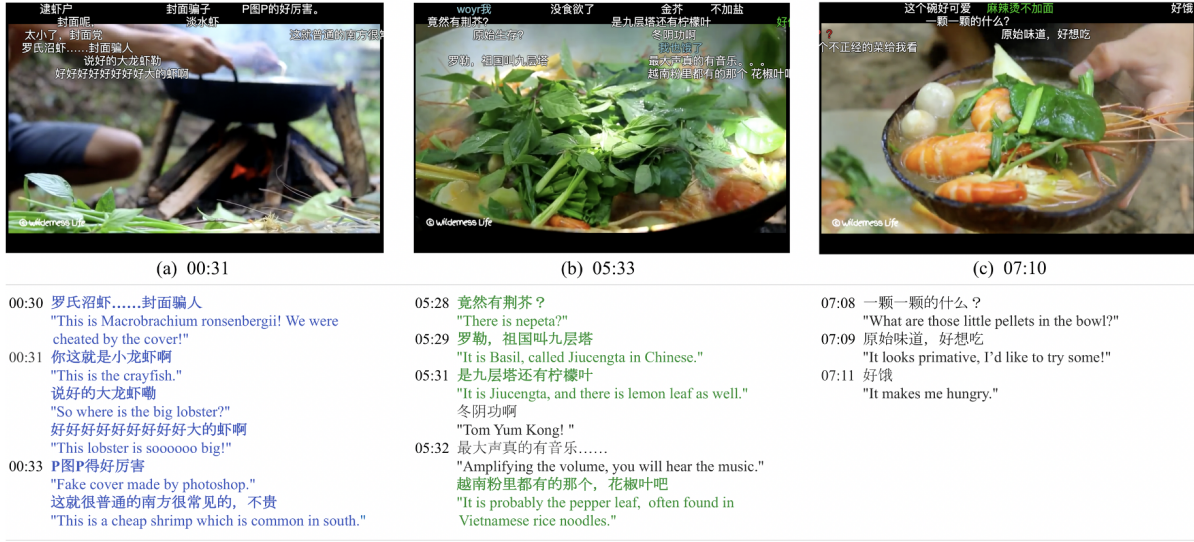 逮虾户 封面骗子 P图P的好厉害。
封面呢, 淡水虾
太小了,封面党 这就普通的南方很常
罗氏沼虾……封面骗人
说好的大龙虾勒
好好好好好好好好大的虾啊
© Wilderness Life
(a) 00:31
woyr我 没食欲了 金芥 不加盐
竟然有荆芥? 是九层塔还有柠檬叶
原始生存? 冬阴功啊
我也饿了
罗勒,祖国叫九层塔 最大声真的有音乐。。。
越南粉里都有的那个 花椒叶吧
© Wilderness Life
(b) 05:33
这个碗好可爱 麻辣烫不加面 好饿
一颗一颗的什么?
? 原始味道,好想吃
个不正经的菜给我看
© Wilderness Life
(c) 07:10
00:30 罗氏沼虾……封面骗人
"This is Macrobrachium ronsenbergii! We were
cheated by the cover!"
00:31 你这就是小龙虾啊
"This is the crayfish."
说好的大龙虾嘞
"So where is the big lobster?"
好好好好好好好好大的虾啊
"This lobster is soooooo big!"
00:33 P图P得好厉害
"Fake cover made by photoshop."
这就很普通的南方很常见的,不贵
"This is a cheap shrimp which is common in south."
05:28 竟然有荆芥?
"There is nepeta?"
05:29 罗勒,祖国叫九层塔
"It is Basil, called Jiucengta in Chinese."
05:31 是九层塔还有柠檬叶
"It is Jiucengta, and there is lemon leaf as well."
冬阴功啊
"Tom Yum Kong! "
05:32 最大声真的有音乐……
"Amplifying the volume, you will hear the music."
越南粉里都有的那个,花椒叶吧
"It is probably the pepper leaf, often found in
Vietnamese rice noodles."
07:08 一颗一颗的什么?
"What are those little pellets in the bowl?"
07:09 原始味道,好想吃
"It looks primative, I'd like to try some!"
07:11 好饿
"It makes me hungry."